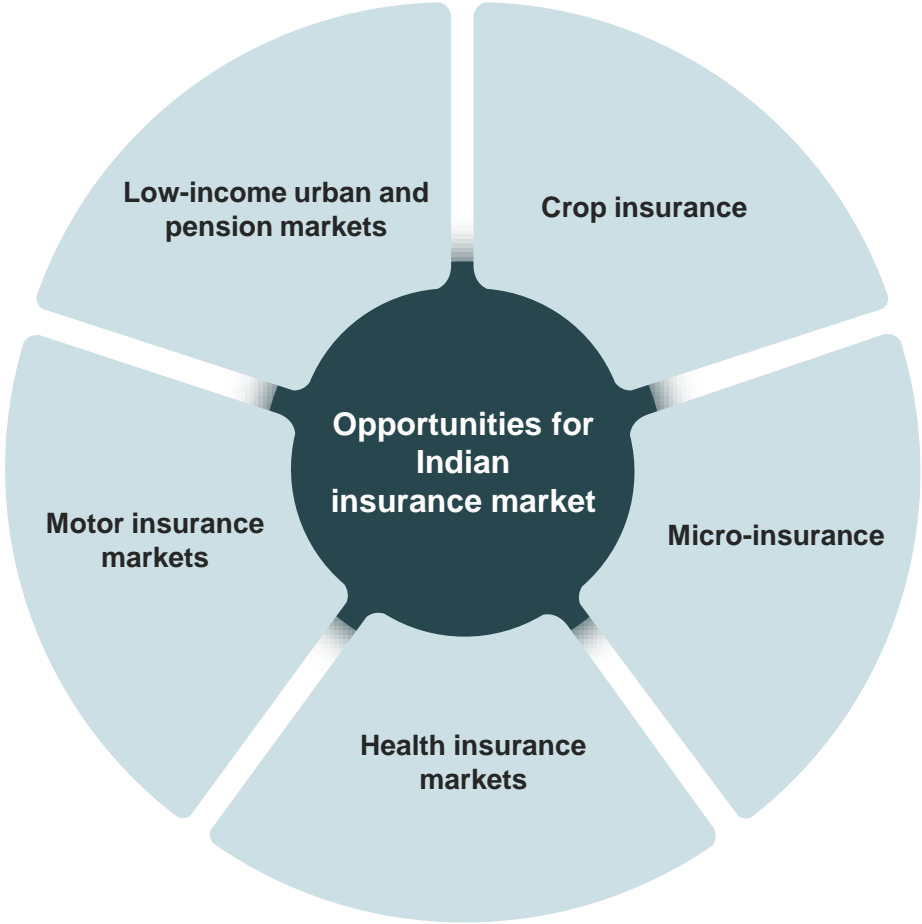 Low-income urban and
pension markets
Crop insurance
Opportunities for
Indian
insurance market
Motor insurance
markets
Micro-insurance
Health insurance
markets